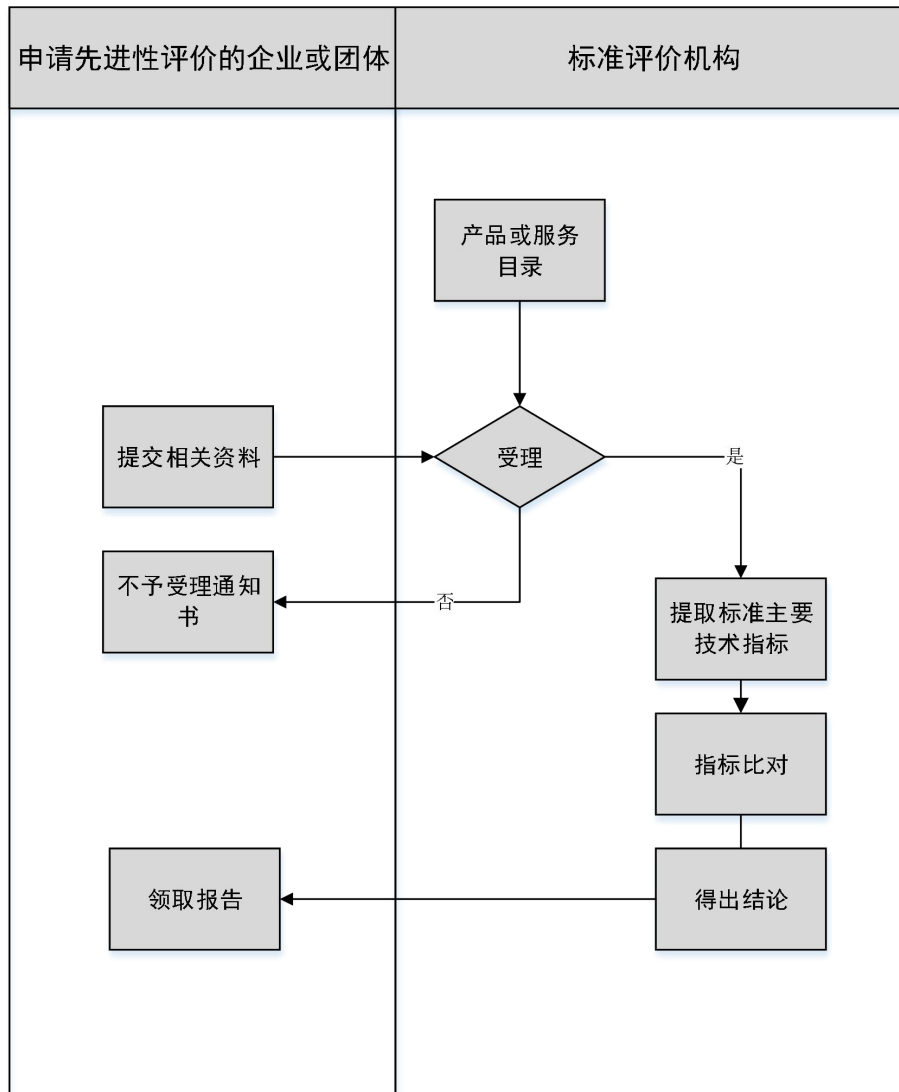 申请先进性评价的企业或团体
标准评价机构
产品或服务
目录
提交相关资料
受理
是
不予受理通知
书
否
提取标准主要
技术指标
指标比对
领取报告
得出结论